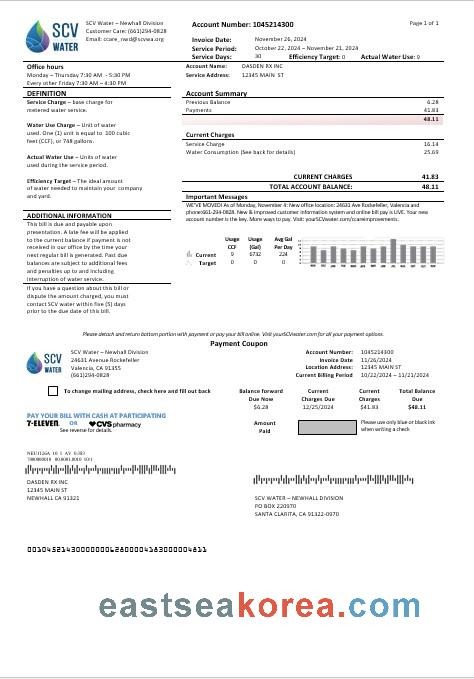 SCV
WATER
SCV Water – Newhall Division
Customer Care: (661)294-0828
Email: ccare_nwd@scvwa.org
Account Number: 1045214300
Page 1 of 1
Invoice Date: November 26, 2024
Service Period: October 22, 2024 – November 21, 2024
Service Days: 30 Efficiency Target: 0 Actual Water Use: 9
Office hours
Monday – Thursday 7:30 AM - 5:30 PM
Every other Friday 7:30 AM – 4:30 PM
Account Name: DASDEN RX INC
Service Address: 12345 MAIN ST
DEFINITION
Service Charge – base charge for
metered water service.
Water Use Charge – Unit of water
used. One (1) unit is equal to 100 cubic
feet (CCF), or 748 gallons.
Actual Water Use – Units of water
used during the service period.
Efficiency Target – The ideal amount
of water needed to maintain your company
and yard.
Account Summary
Previous Balance 6.28
Payments 41.83
48.11
Current Charges
Service Charge 16.14
Water Consumption (See back for details) 25.69
CURRENT CHARGES 41.83
TOTAL ACCOUNT BALANCE: 48.11
Important Messages
WE'VE MOVED! As of Monday, November 4: New office location: 24631 Ave Rockefeller, Valencia and
phone:661-294-0828. New & improved customer information system and online bill pay is LIVE. Your new
account number is the key. More ways to pay. Visit yourSCVwater.com/ccareimprovements.
ADDITIONAL INFORMATION
This bill is due and payable upon
presentation. A late fee will be applied
to the current balance if payment is not
received in our office by the time your
next regular bill is generated. Past due
balances are subject to additional fees
and penalties up to and including
interruption of water service.
If you have a question about this bill or
dispute the amount charged, you must
contact SCV water within five (5) days
prior to the due date of this bill.
Usage Usage Avg Gal
CCF (Gal) Per Day
Current 9 6732 224
Target 0 0 0
Please detach and return bottom portion with payment or pay your bill online. Visit yourSCVWater.com for all your payment options.
Payment Coupon
SCV
WATER
SCV Water – Newhall Division
24631 Avenue Rockefeller
Valencia, CA 91355
(661)294-0828
Account Number: 1045214300
Invoice Date 11/26/2024
Location Address: 12345 MAIN ST
Current Billing Period 10/22/2024 – 11/21/2024
To change mailing address, check here and fill out back
Balance forward Current Current Total Balance
Due Now Charges Due Charges Due
$6.28 12/25/2024 $41.83 $48.11
PAY YOUR BILL WITH CASH AT PARTICIPATING
7-ELEVEN OR CVS pharmacy
See reverse for details.
Amount
Paid
Please use only blue or black ink
when writing a check
DASDEN RX INC
12345 MAIN ST
NEWHALL CA 91321
SCV WATER – NEWHALL DIVISION
PO BOX 220970
SANTA CLARITA, CA 91322-0970
eastseakorea.com